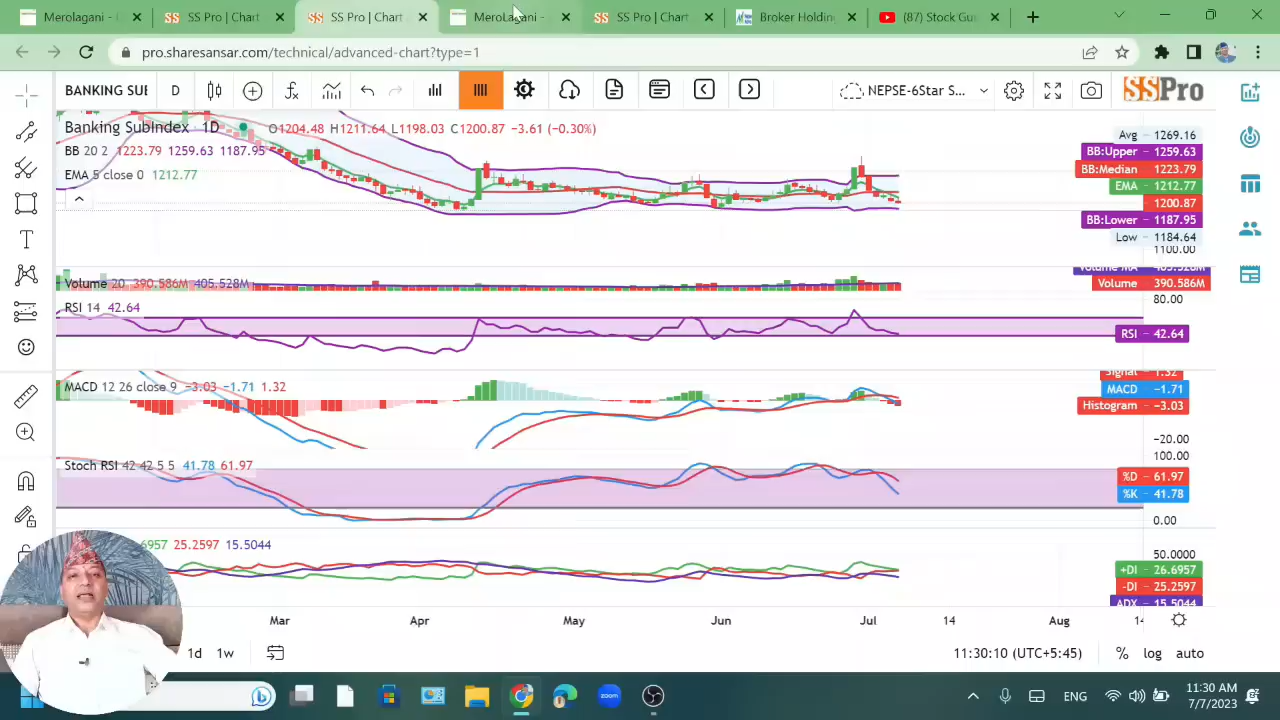 Merolagani -
SS Pro | Chart
MeroLagani -
SS Pro | Chart
Broker Holding
(87) Stock Gu
pro.sharesansar.com/technical/advanced-chart?type=1
BANKING SUI
D
NEPSE-6Star S...
SSPro
Banking SubIndex · 1D
O1204.48 H1211.64 L1198.03 C1200.87 −3.61 (−0.30%)
BB 20 2 1223.79 1259.63 1187.95
EMA 5 close 0 1212.77
Avg − 1269.16
BB:Upper − 1259.63
BB:Median − 1223.79
EMA − 1212.77
1200.87
BB:Lower − 1187.95
Low − 1184.64
1100.00
Volume 20 390.586M 405.528M
Volume MA − 405.528M
Volume − 390.586M
80.00
RSI 14 42.64
RSI − 42.64
MACD 12 26 close 9 −3.03 −1.71 1.32
Signal − 1.32
MACD − −1.71
Histogram − −3.03
−20.00
100.00
Stoch RSI 42 42 5 5 41.78 61.97
%D − 61.97
%K − 41.78
0.00
6957 25.2597 15.5044
50.0000
+DI − 26.6957
-DI − 25.2597
ADX − 15.5044
Mar Apr May Jun Jul 14 Aug
1d 1w
11:30:10 (UTC+5:45)
% log auto
ENG
11:30 AM
7/7/2023